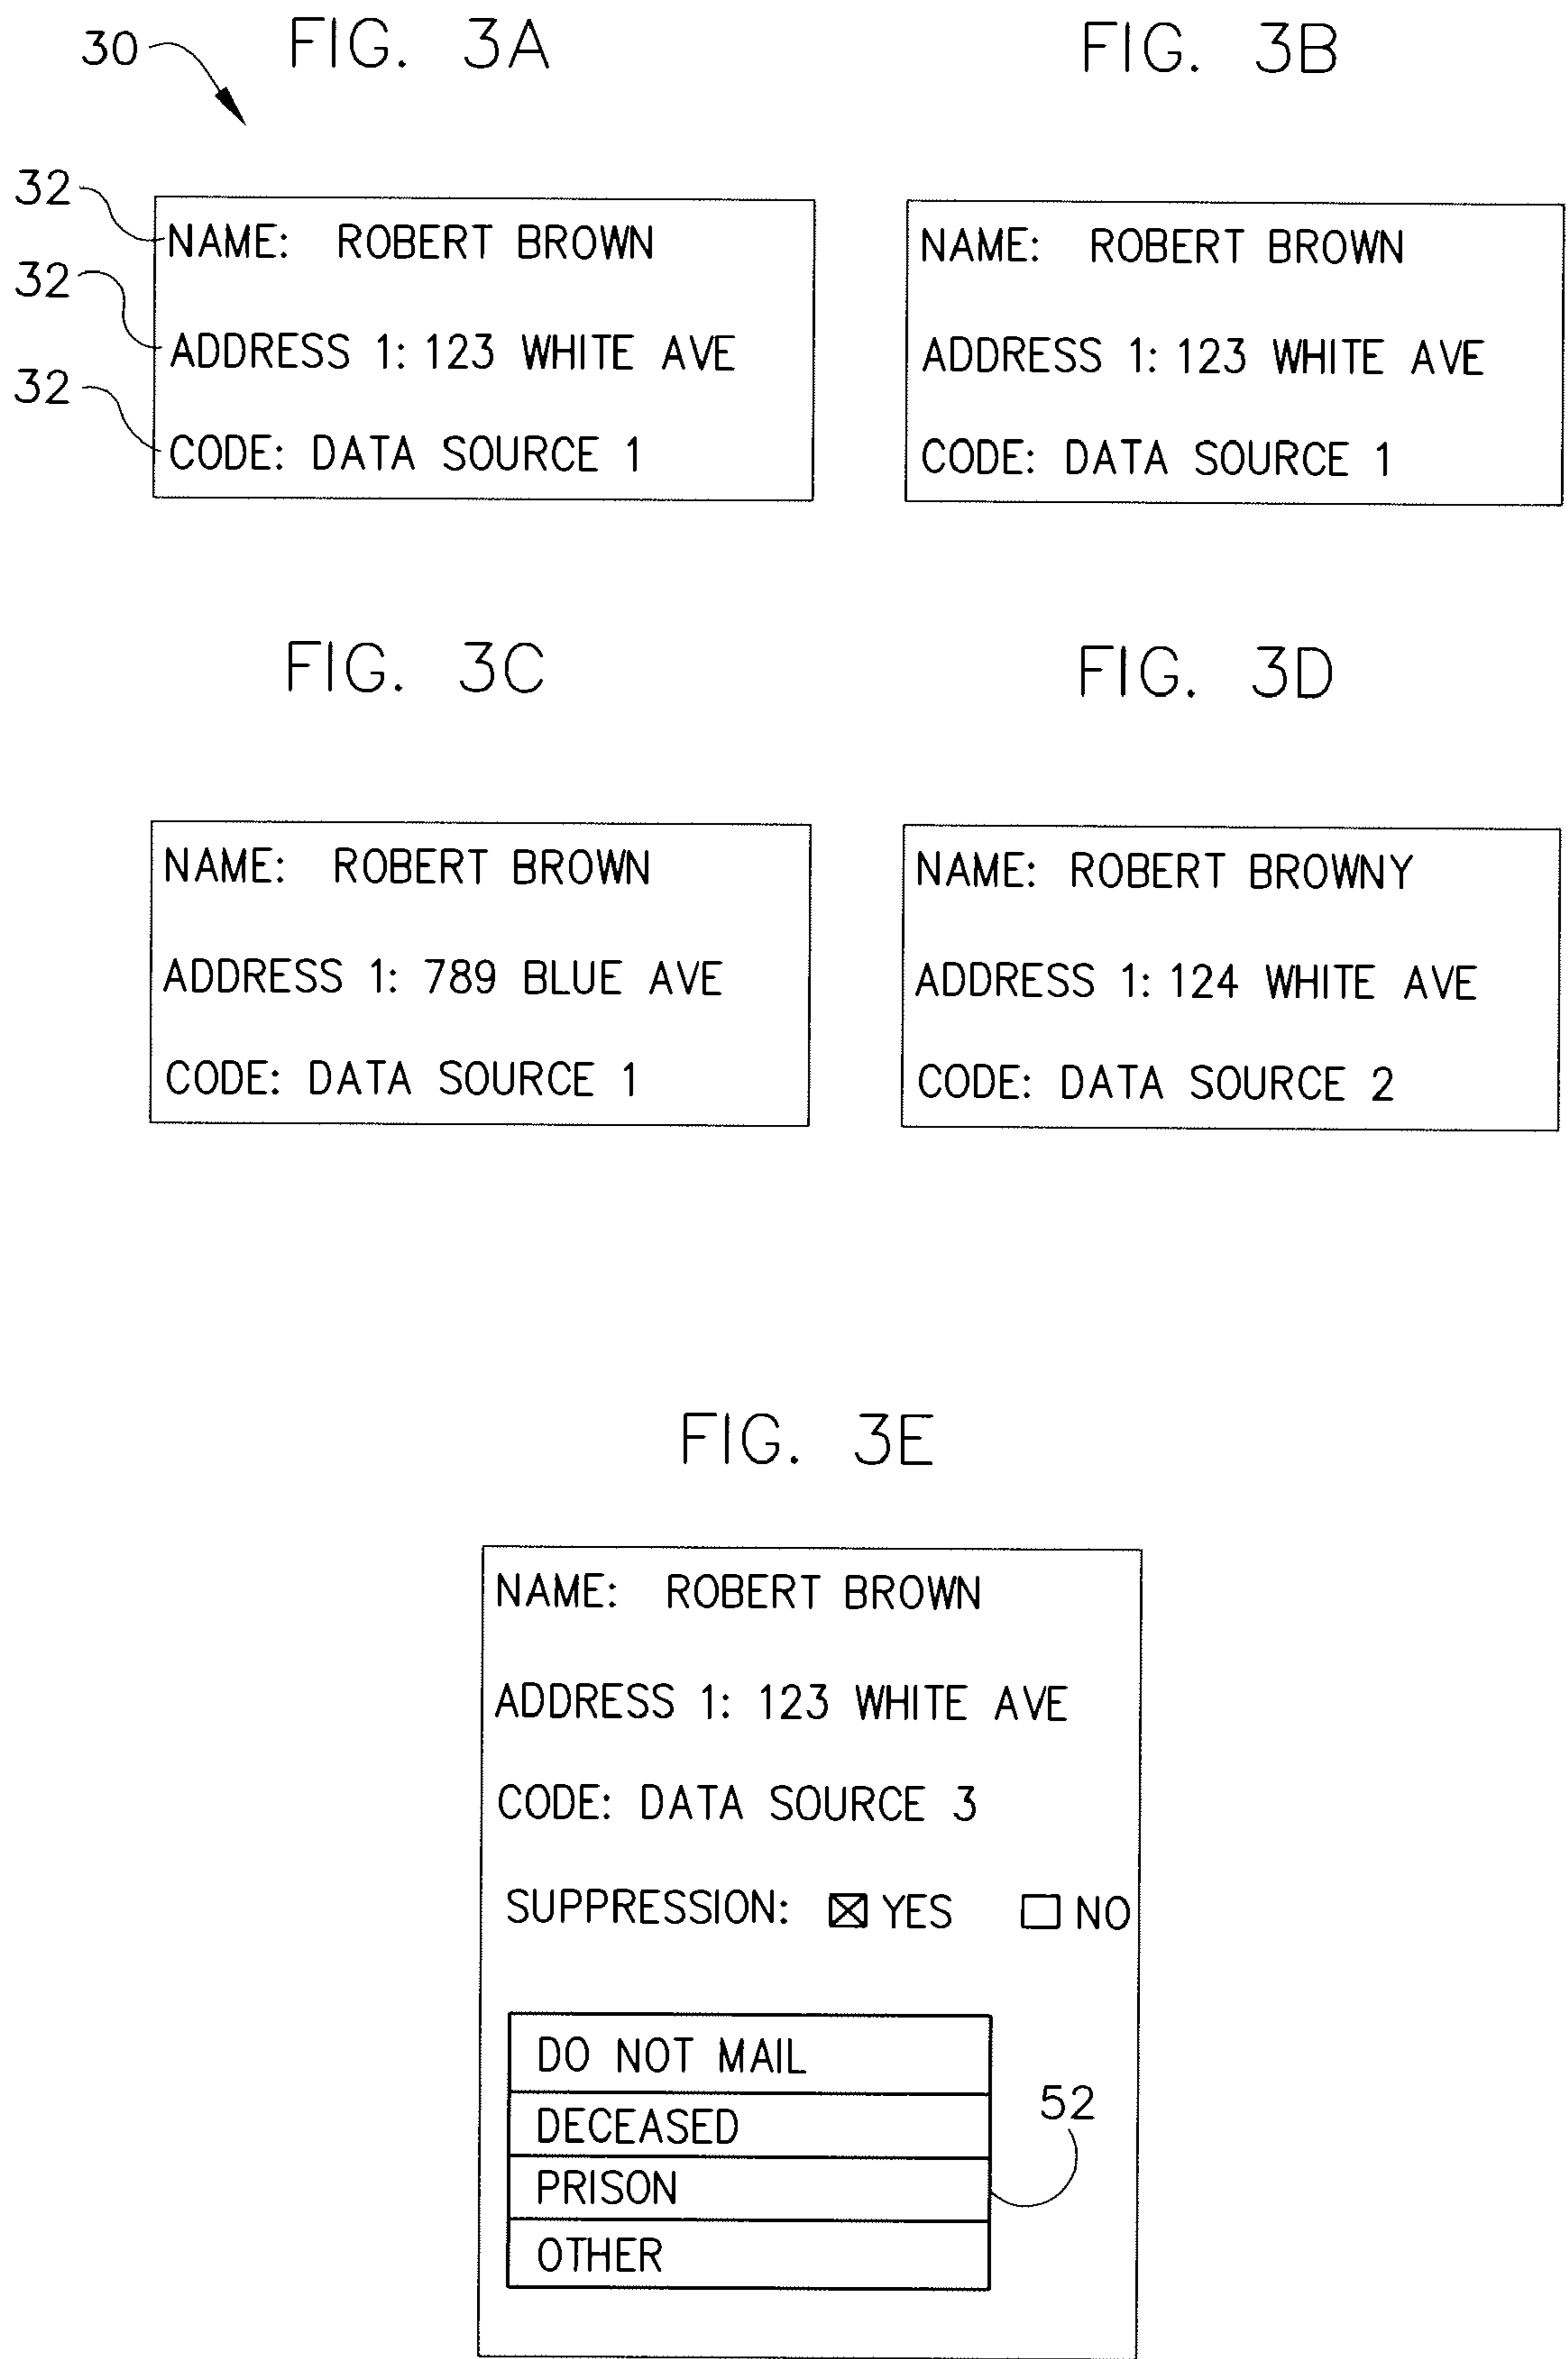 FIG. 3A
30
32 NAME: ROBERT BROWN
32 ADDRESS 1: 123 WHITE AVE
32 CODE: DATA SOURCE 1
FIG. 3B
NAME: ROBERT BROWN
ADDRESS 1: 123 WHITE AVE
CODE: DATA SOURCE 1
FIG. 3C
NAME: ROBERT BROWN
ADDRESS 1: 789 BLUE AVE
CODE: DATA SOURCE 1
FIG. 3D
NAME: ROBERT BROWNY
ADDRESS 1: 124 WHITE AVE
CODE: DATA SOURCE 2
FIG. 3E
NAME: ROBERT BROWN
ADDRESS 1: 123 WHITE AVE
CODE: DATA SOURCE 3
SUPPRESSION: ☒ YES ☐ NO
DO NOT MAIL
DECEASED
PRISON
OTHER
52